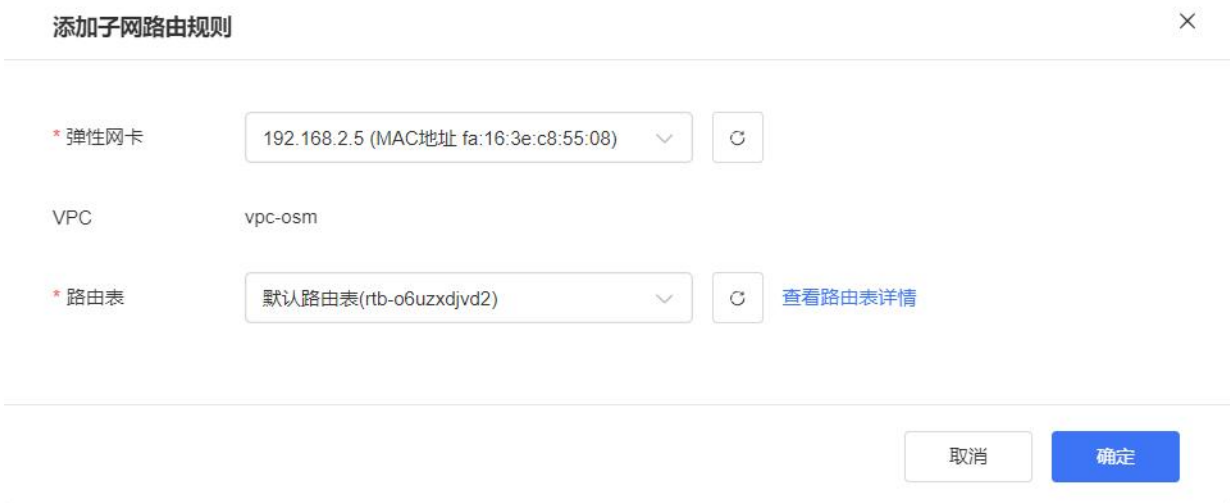 添加子网路由规则
* 弹性网卡 192.168.2.5 (MAC地址 fa:16:3e:c8:55:08)
VPC vpc-osm
* 路由表 默认路由表(rtb-o6uzxdjvd2) 查看路由表详情
取消 确定